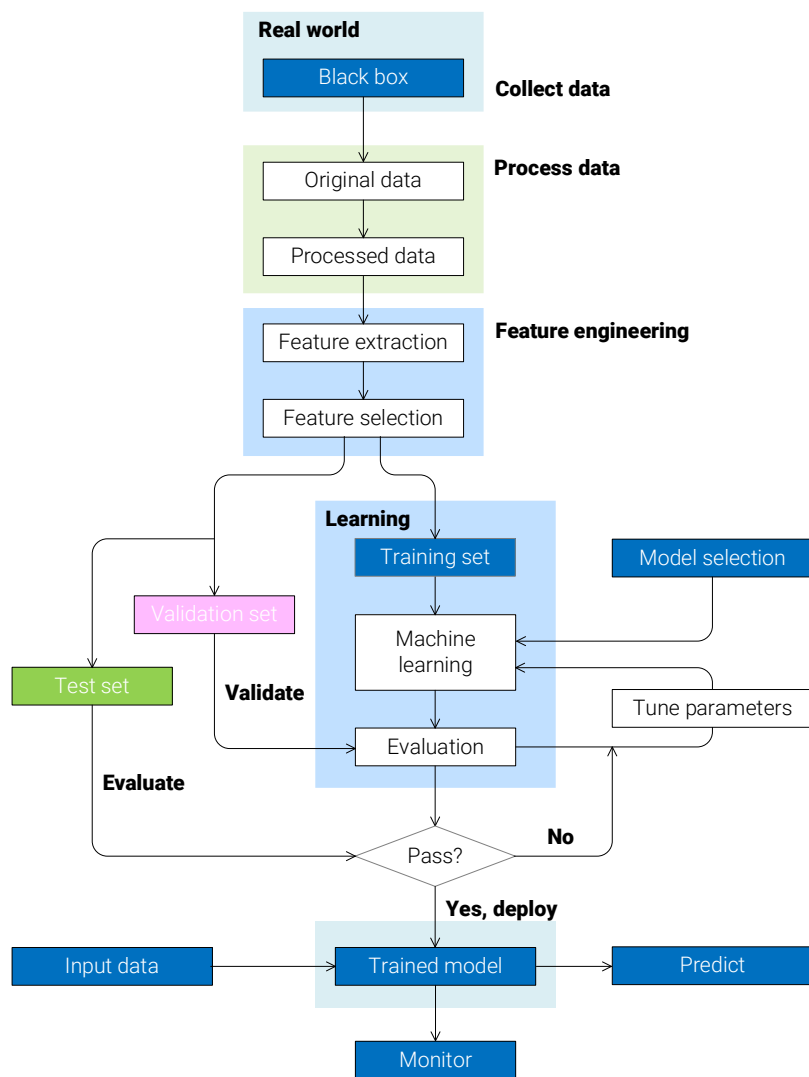 Real world
Black box
Collect data
Original data
Process data
Processed data
Feature extraction
Feature engineering
Feature selection
Learning
Training set
Model selection
Validation set
Machine
learning
Test set
Validate
Tune parameters
Evaluation
Evaluate
No
Pass?
Yes, deploy
Input data
Trained model
Predict
Monitor